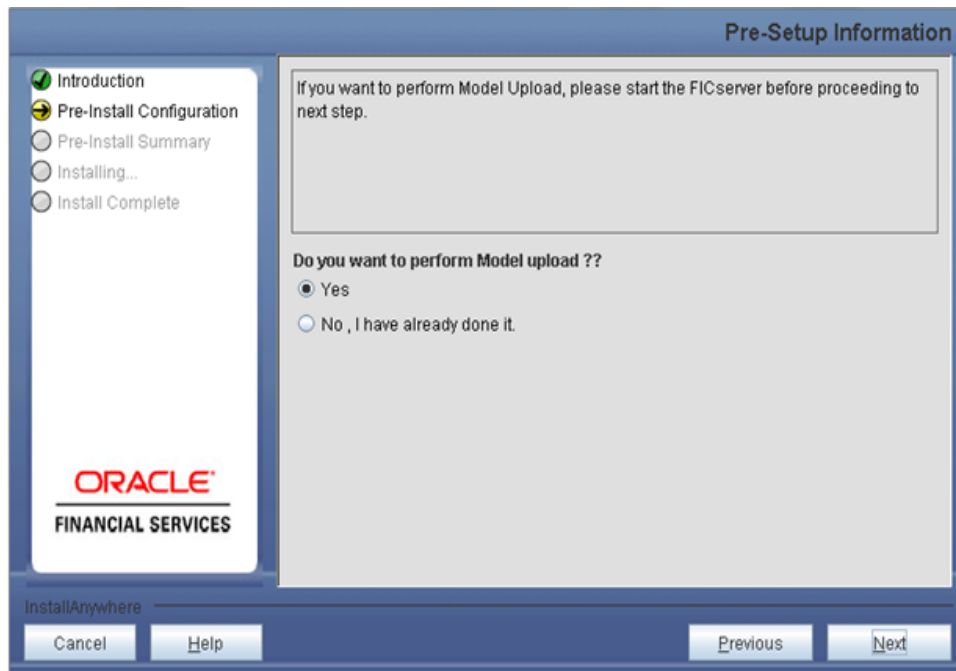 Pre-Setup Information
Introduction
Pre-Install Configuration
Pre-Install Summary
Installing...
Install Complete
If you want to perform Model Upload, please start the FICserver before proceeding to
next step.
Do you want to perform Model upload ??
Yes
No , I have already done it.
ORACLE
FINANCIAL SERVICES
InstallAnywhere
Cancel
Help
Previous
Next